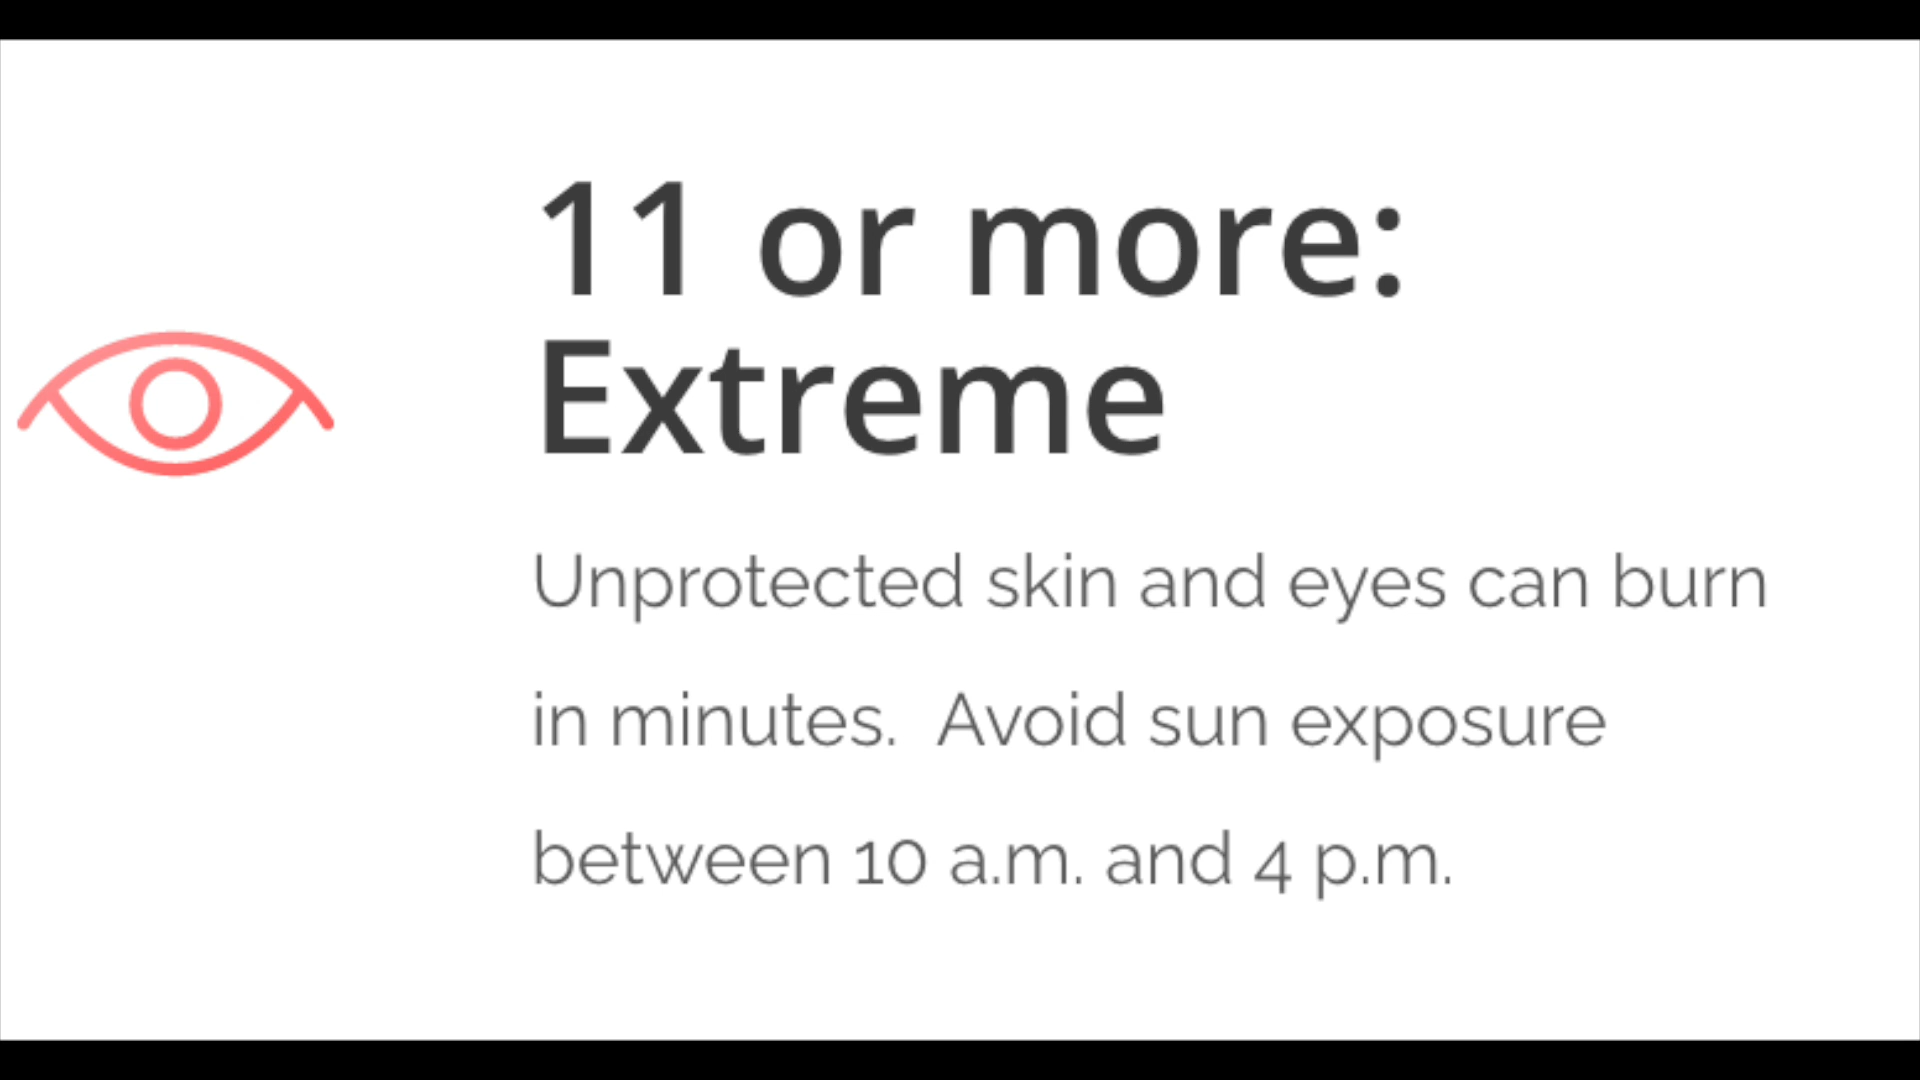 11 or more:
Extreme
Unprotected skin and eyes can burn
in minutes.  Avoid sun exposure
between 10 a.m. and 4 p.m.